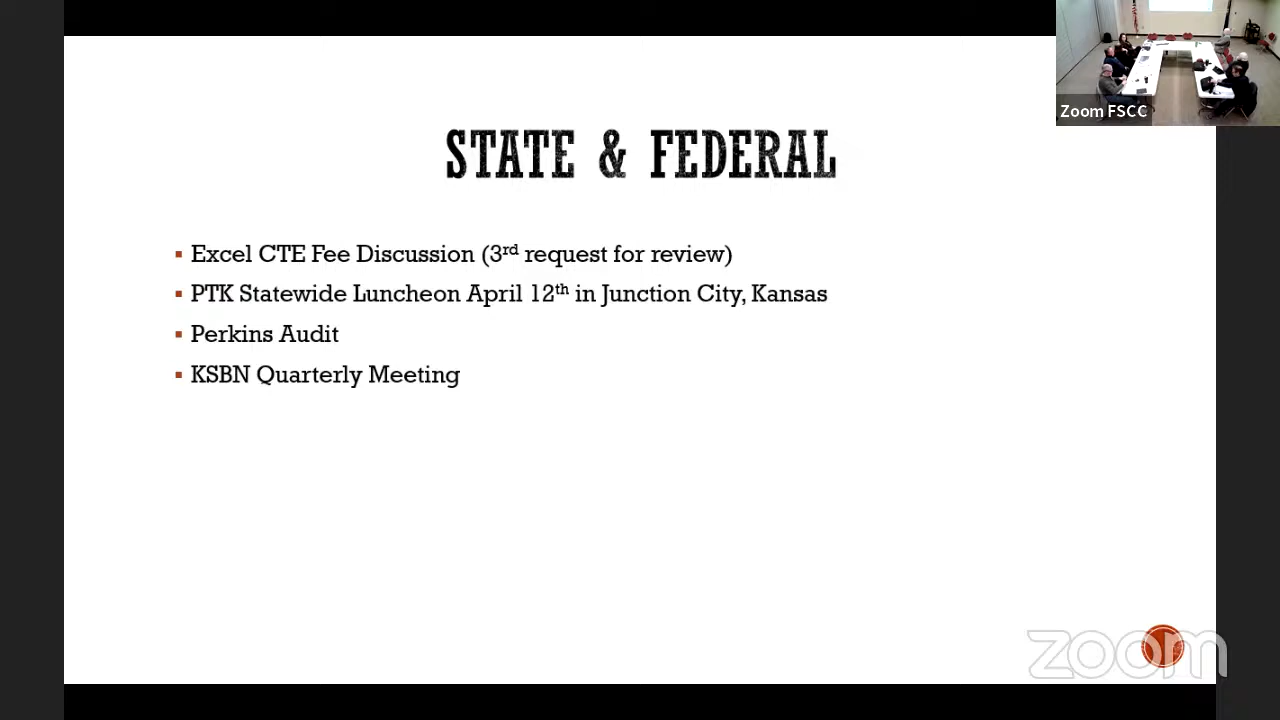 Zoom FSCC
STATE & FEDERAL
▪ Excel CTE Fee Discussion (3rd request for review)
▪ PTK Statewide Luncheon April 12th in Junction City, Kansas
▪ Perkins Audit
▪ KSBN Quarterly Meeting
zoom